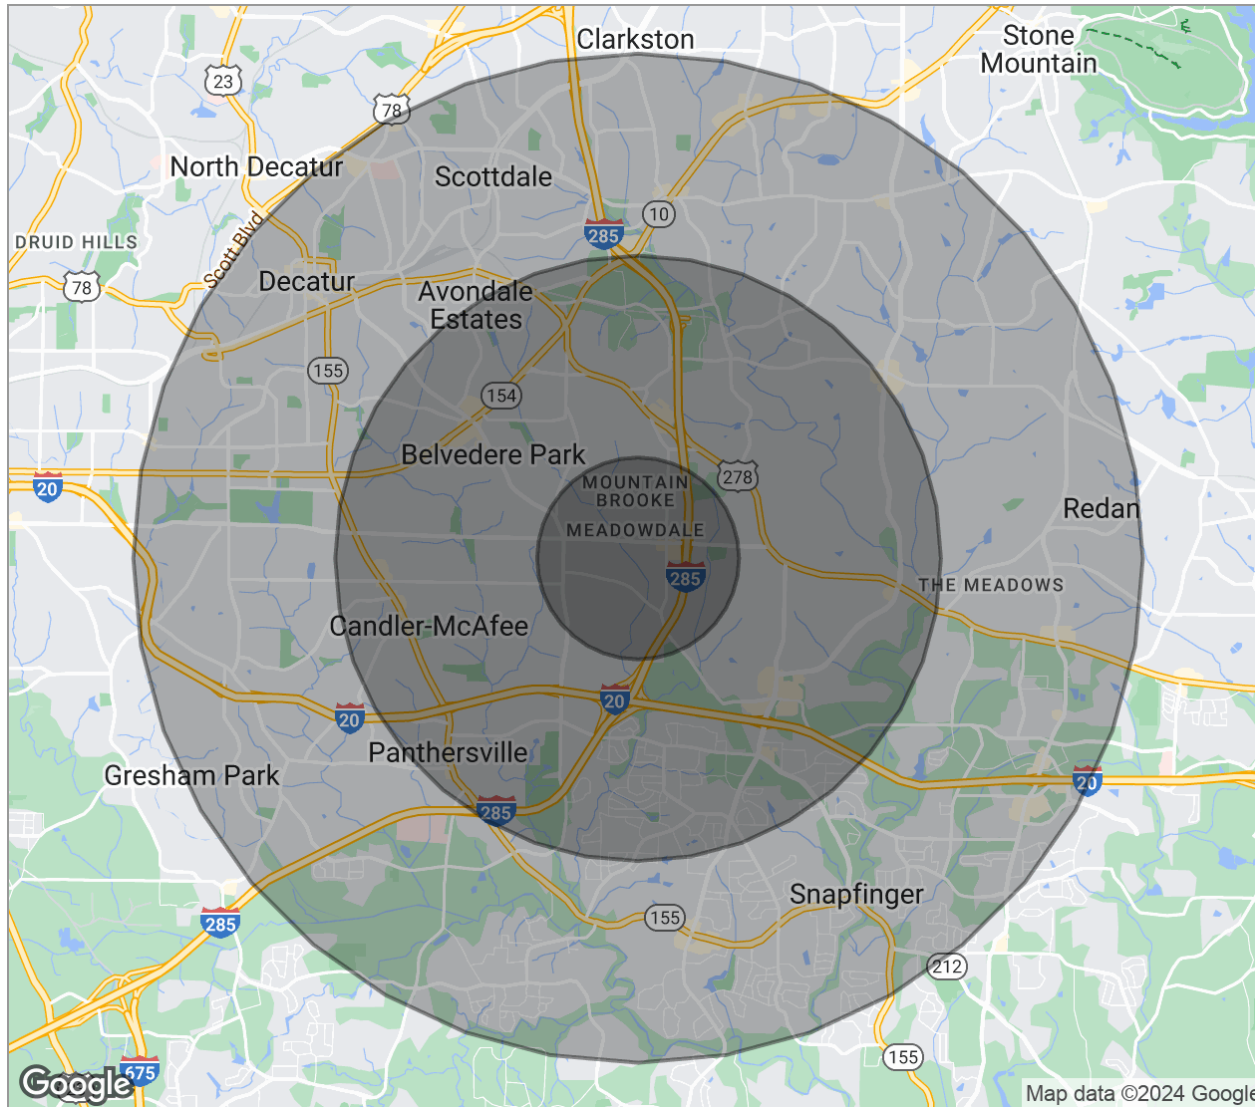 Clarkston
Stone
Mountain
23
78
North Decatur
Scottdale
10
285
DRUID HILLS
Scott Blvd
78
Decatur
Avondale
Estates
155
154
Belvedere Park
20
MOUNTAIN
BROOKE
278
MEADOWDALE
Redan
285
THE MEADOWS
Candler-McAfee
20
20
Panthersville
Gresham Park
20
285
Snapfinger
285
155
212
155
675
Google
Map data ©2024 Google